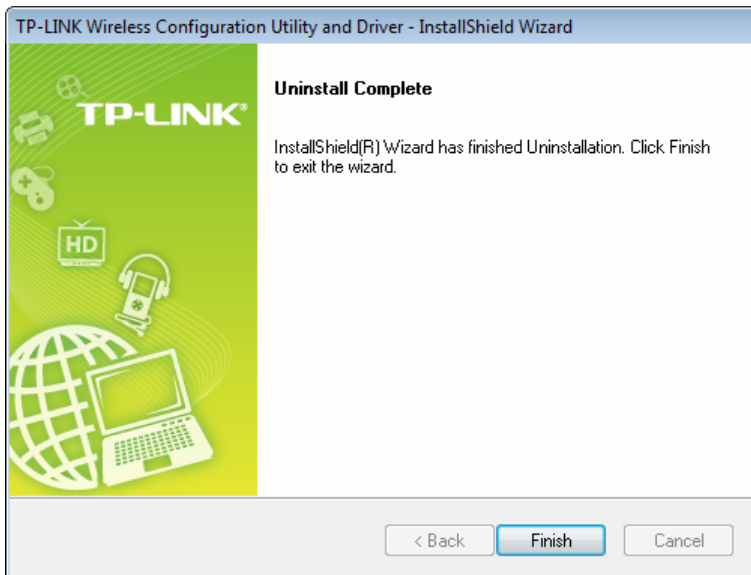 TP-LINK Wireless Configuration Utility and Driver - InstallShield Wizard
TP-LINK®
Uninstall Complete
InstallShield(R) Wizard has finished Uninstallation. Click Finish
to exit the wizard.
HD
< Back
Finish
Cancel